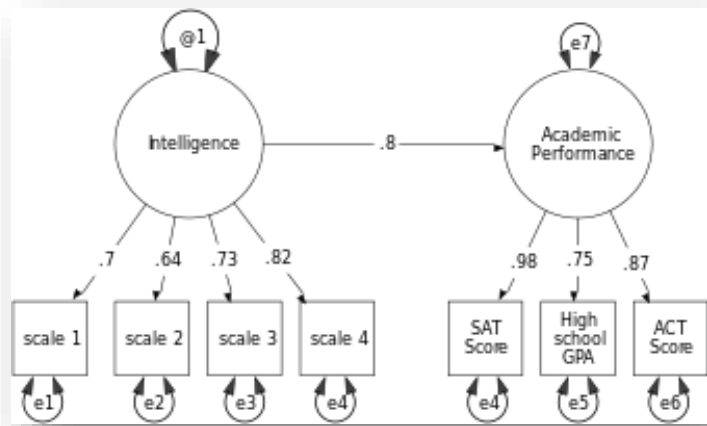 @1
e7
Intelligence
.8
Academic
Performance
.7
.64
.73
.82
.98
.75
.87
scale 1
scale 2
scale 3
scale 4
SAT
Score
High
school
GPA
ACT
Score
e1
e2
e3
e4
e4
e5
e6